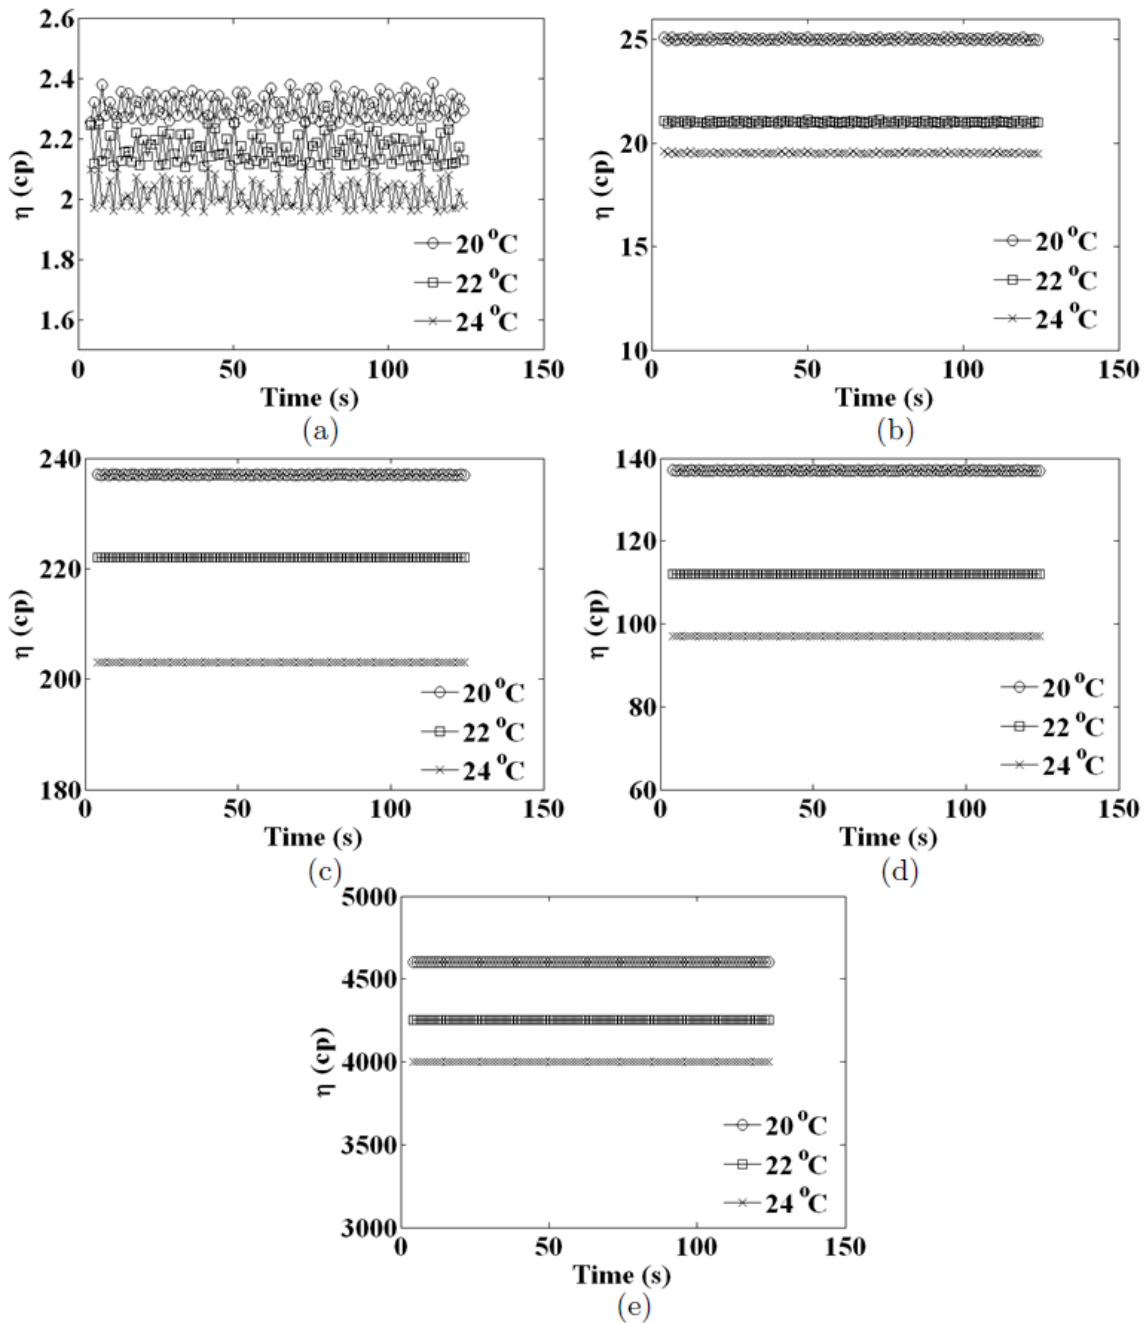 2.6
2.4
2.2
2
1.8
1.6
η (cp)
20 °C
22 °C
24 °C
0 50 100 150
Time (s)
(a)
25
20
15
10
η (cp)
20 °C
22 °C
24 °C
0 50 100 150
Time (s)
(b)
240
220
200
180
η (cp)
20 °C
22 °C
24 °C
0 50 100 150
Time (s)
(c)
140
120
100
80
60
η (cp)
20 °C
22 °C
24 °C
0 50 100 150
Time (s)
(d)
5000
4500
4000
3500
3000
η (cp)
20 °C
22 °C
24 °C
0 50 100 150
Time (s)
(e)